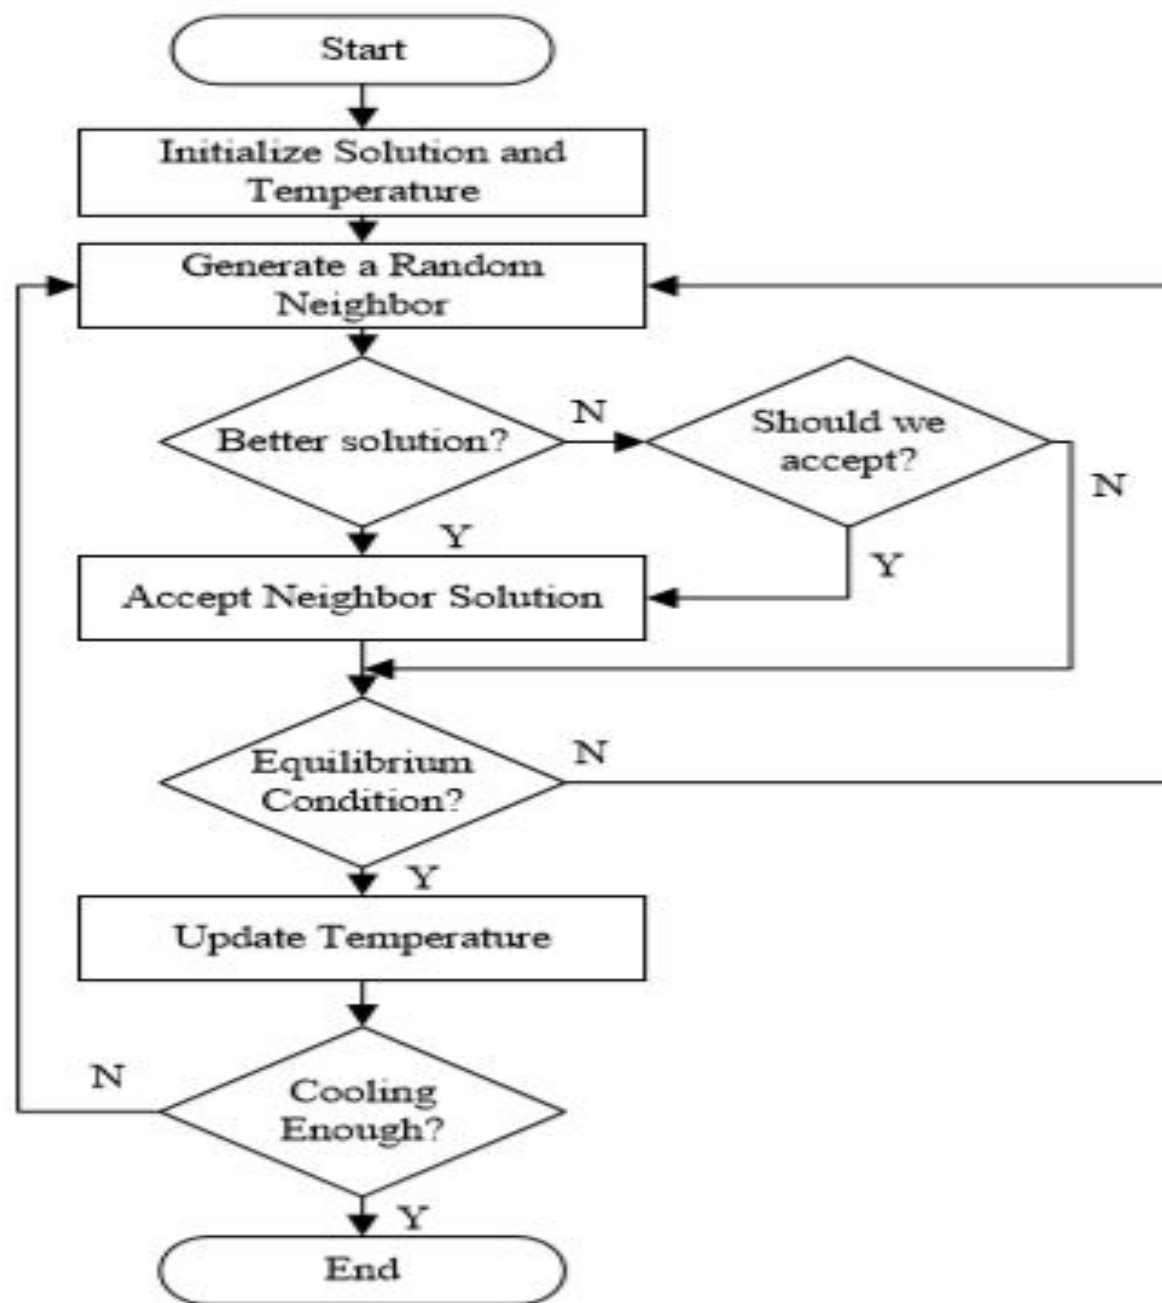 Start
Initialize Solution and
Temperature
Generate a Random
Neighbor
Better solution?
N
Should we
accept?
N
Y
Y
Accept Neighbor Solution
Equilibrium
Condition?
N
Y
Update Temperature
Cooling
Enough?
N
Y
End